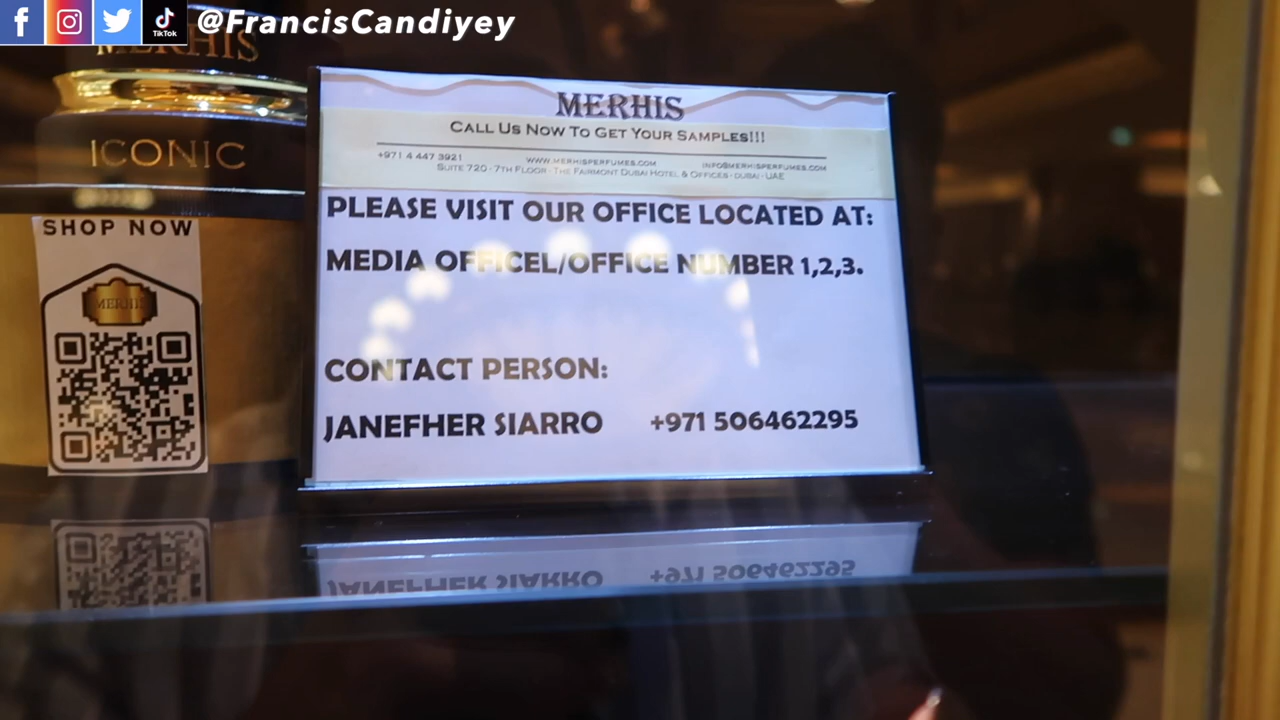 TikTok
@FrancisCandiyey
MERHIS
ICONIC
SHOP NOW
MERHIS
MERHIS
CALL US NOW TO GET YOUR SAMPLES!!!
+971 4 447 3921 WWW.MERHISPERFUMES.COM INFO@MERHISPERFUMES.COM
SUITE 720 - 7TH FLOOR - THE FAIRMONT DUBAI HOTEL & OFFICES - DUBAI - UAE
PLEASE VISIT OUR OFFICE LOCATED AT:
MEDIA OFFICEL/OFFICE NUMBER 1,2,3.
CONTACT PERSON:
JANEFHER SIARRO +971 506462295